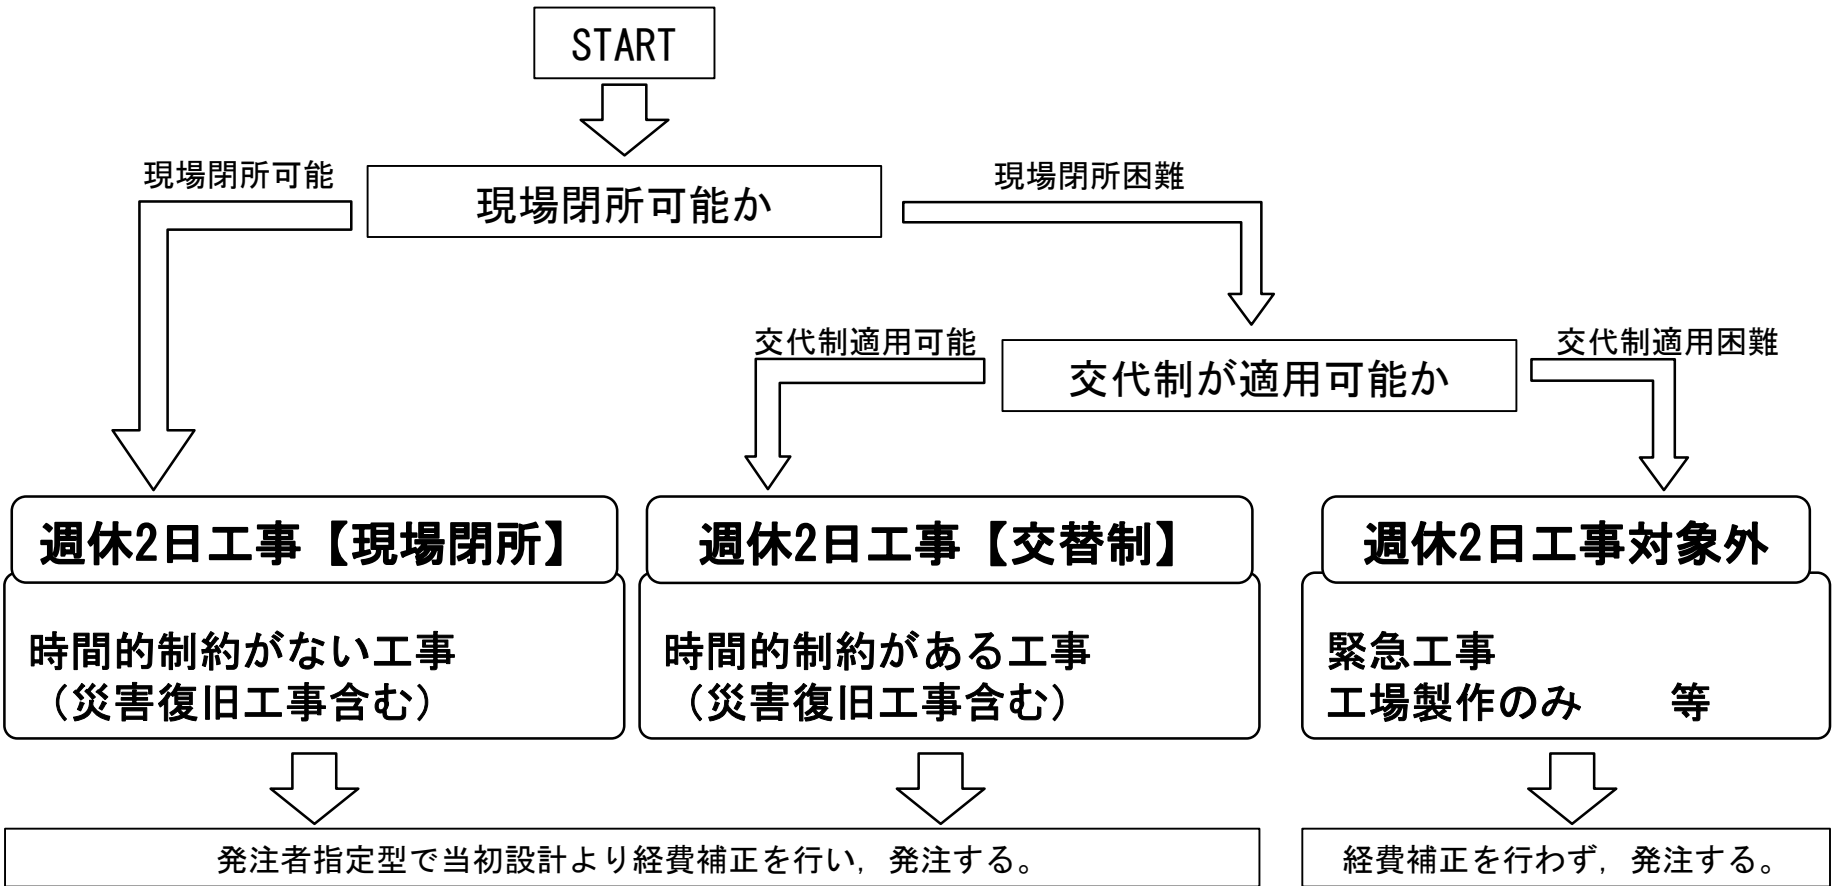 START
現場閉所可能
現場閉所可能か
現場閉所困難
交代制適用可能
交代制が適用可能か
交代制適用困難
週休2日工事【現場閉所】
時間的制約がない工事
(災害復旧工事含む)
週休2日工事【交替制】
時間的制約がある工事
(災害復旧工事含む)
週休2日工事対象外
緊急工事
工場製作のみ　　等
発注者指定型で当初設計より経費補正を行い，発注する。
経費補正を行わず，発注する。